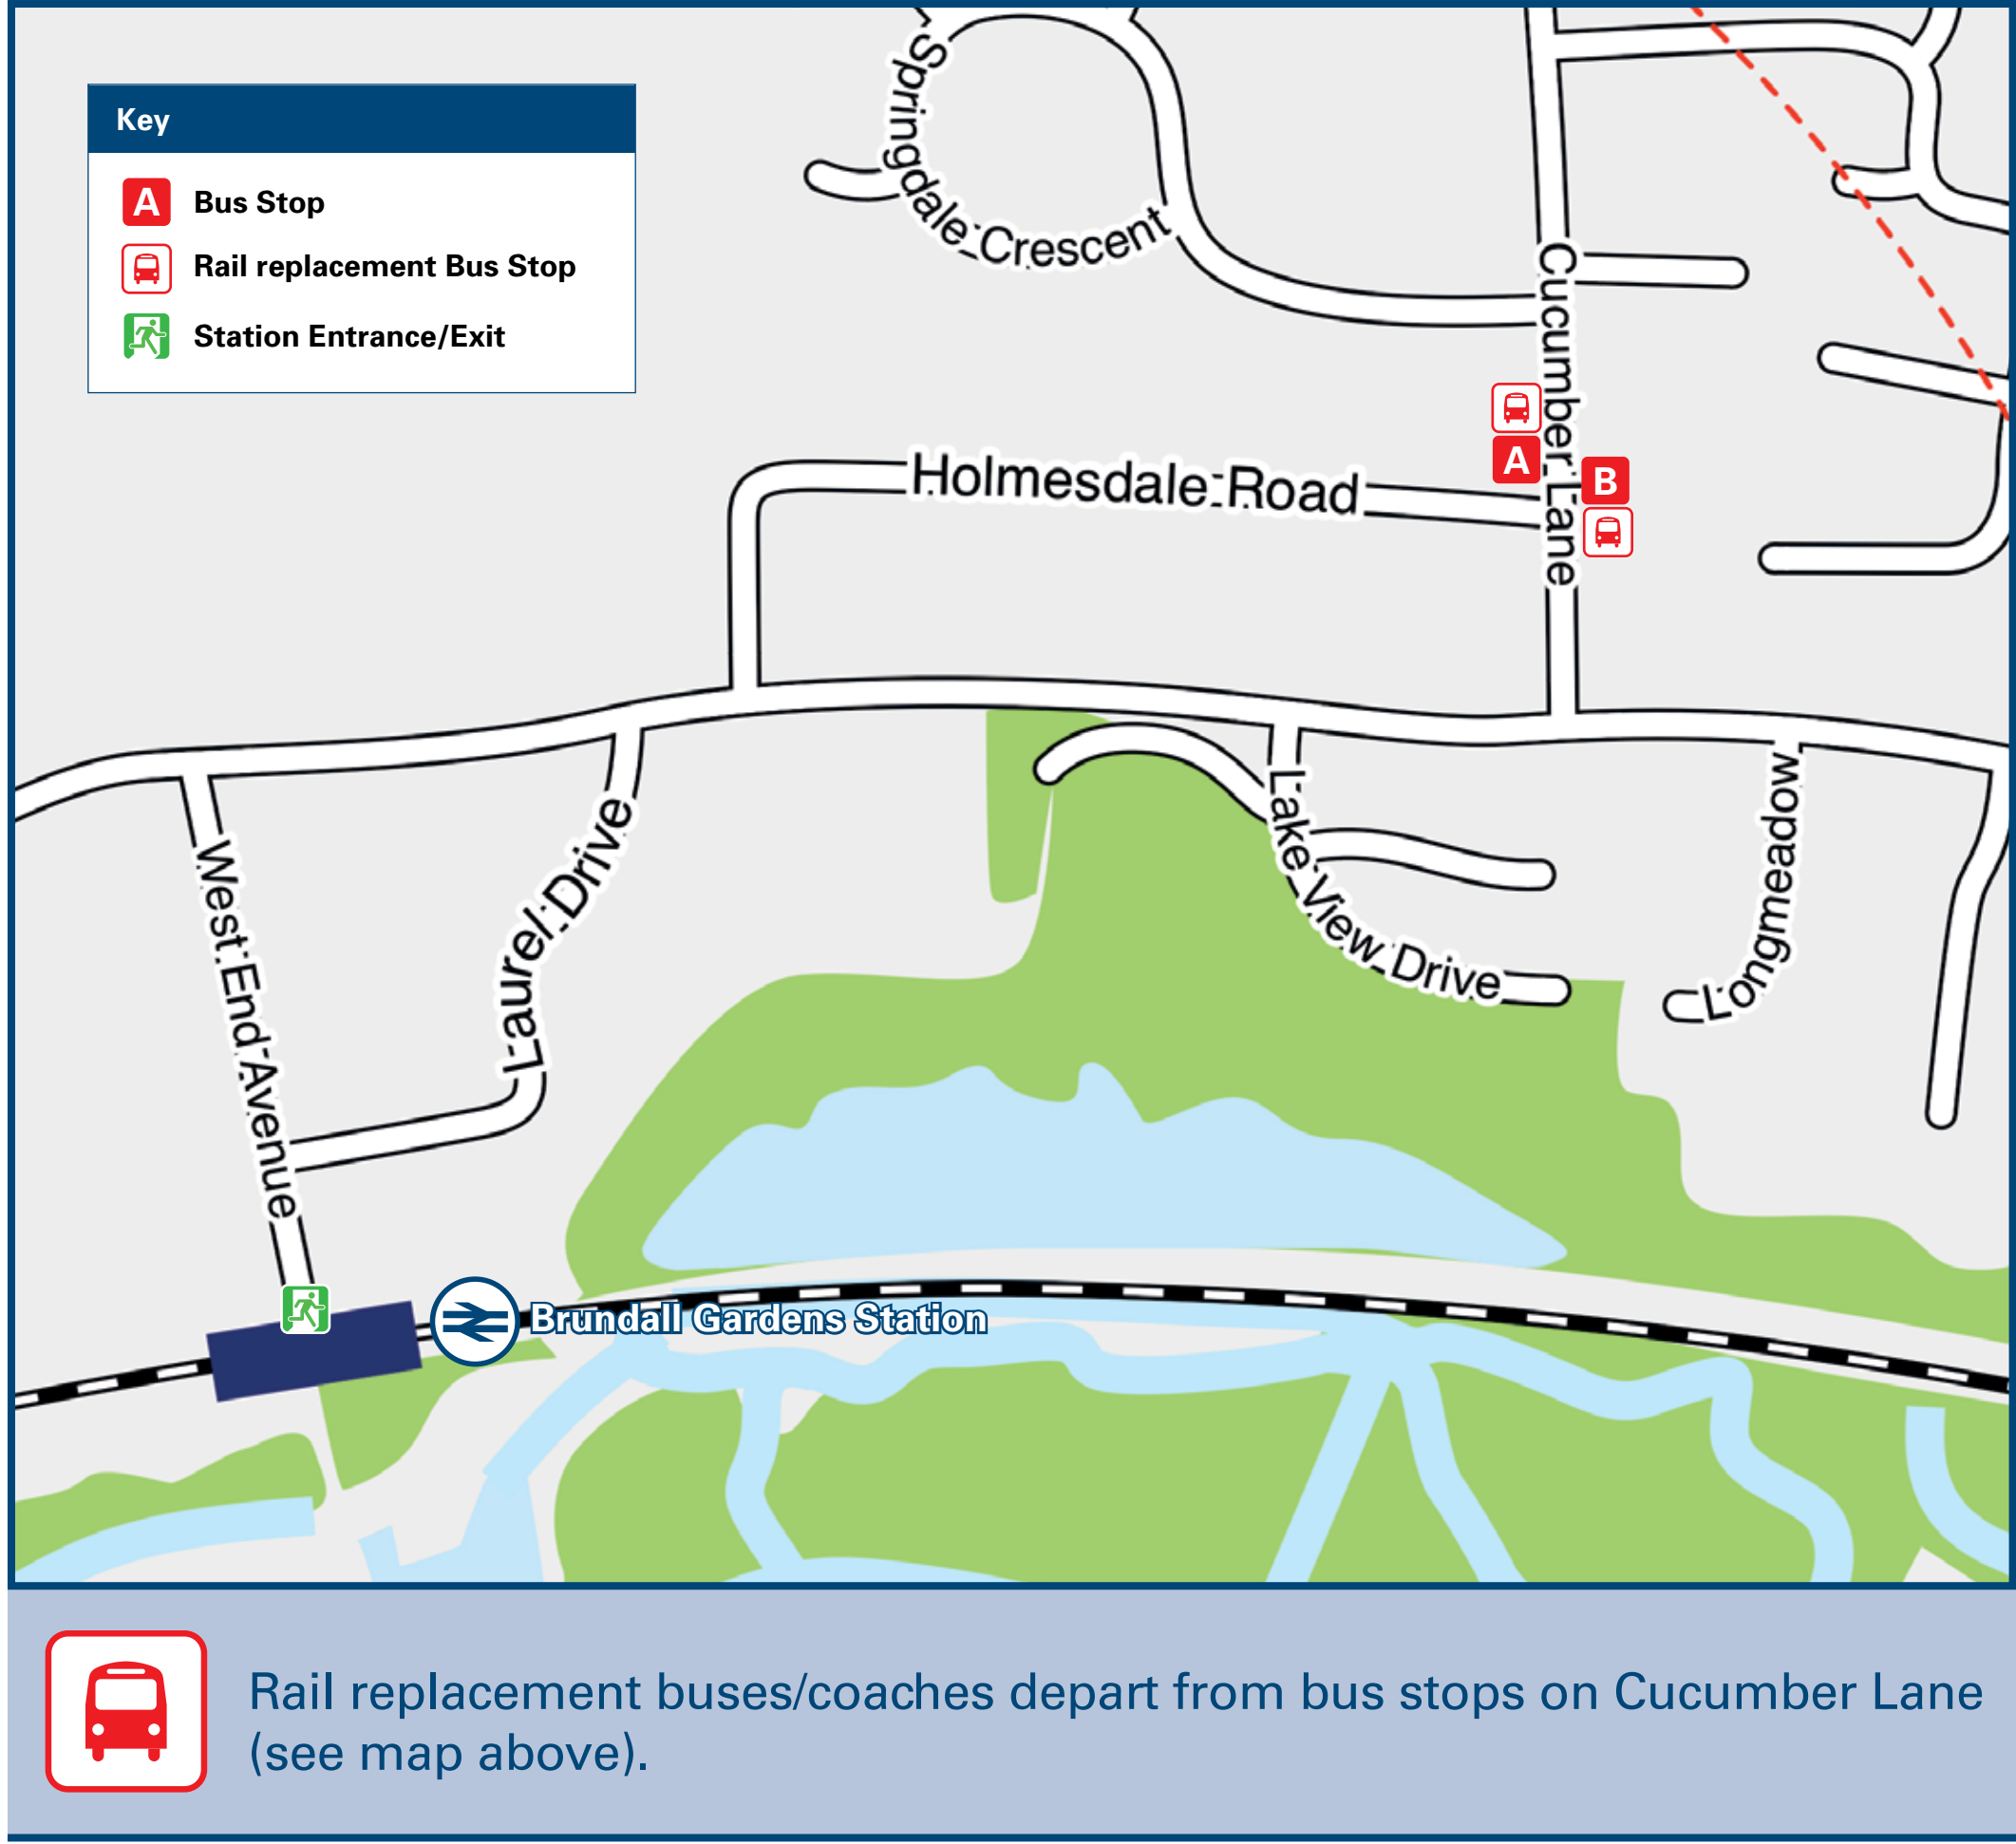 Key
A
Bus Stop
Rail replacement Bus Stop
Station Entrance/Exit
Springdale Crescent
Cucumber Lane
A
B
Holmesdale Road
West End Avenue
Laurel Drive
Lake View Drive
Longmeadow
Brundall Gardens Station
Rail replacement buses/coaches depart from bus stops on Cucumber Lane
(see map above).